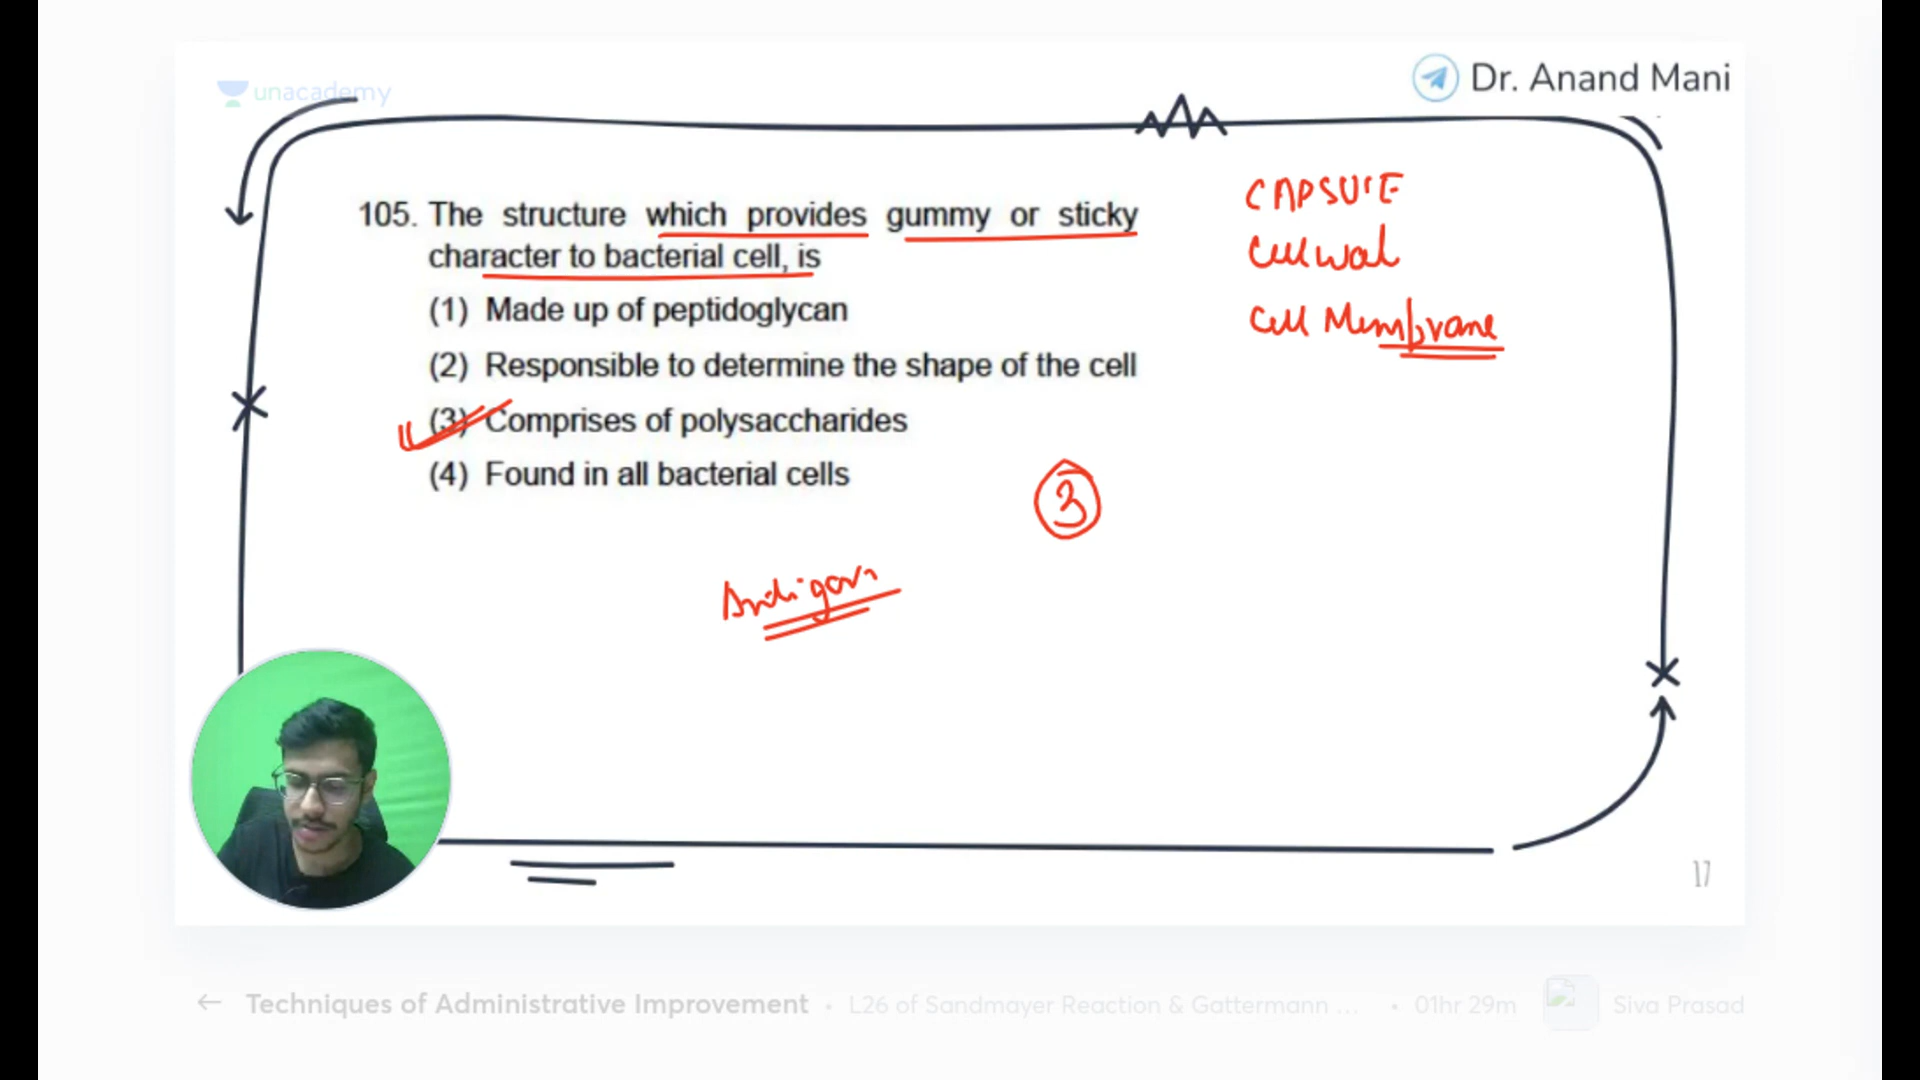 unacademy
Dr. Anand Mani
105. The structure which provides gummy or sticky
character to bacterial cell, is
(1) Made up of peptidoglycan
(2) Responsible to determine the shape of the cell
(3) Comprises of polysaccharides
(4) Found in all bacterial cells
CAPSULE
Cell wall
Cell Membrane
3
17
Techniques of Administrative Improvement • L26 of Sandmayer Reaction & Gattermann ... • 01hr 29m Siva Prasad